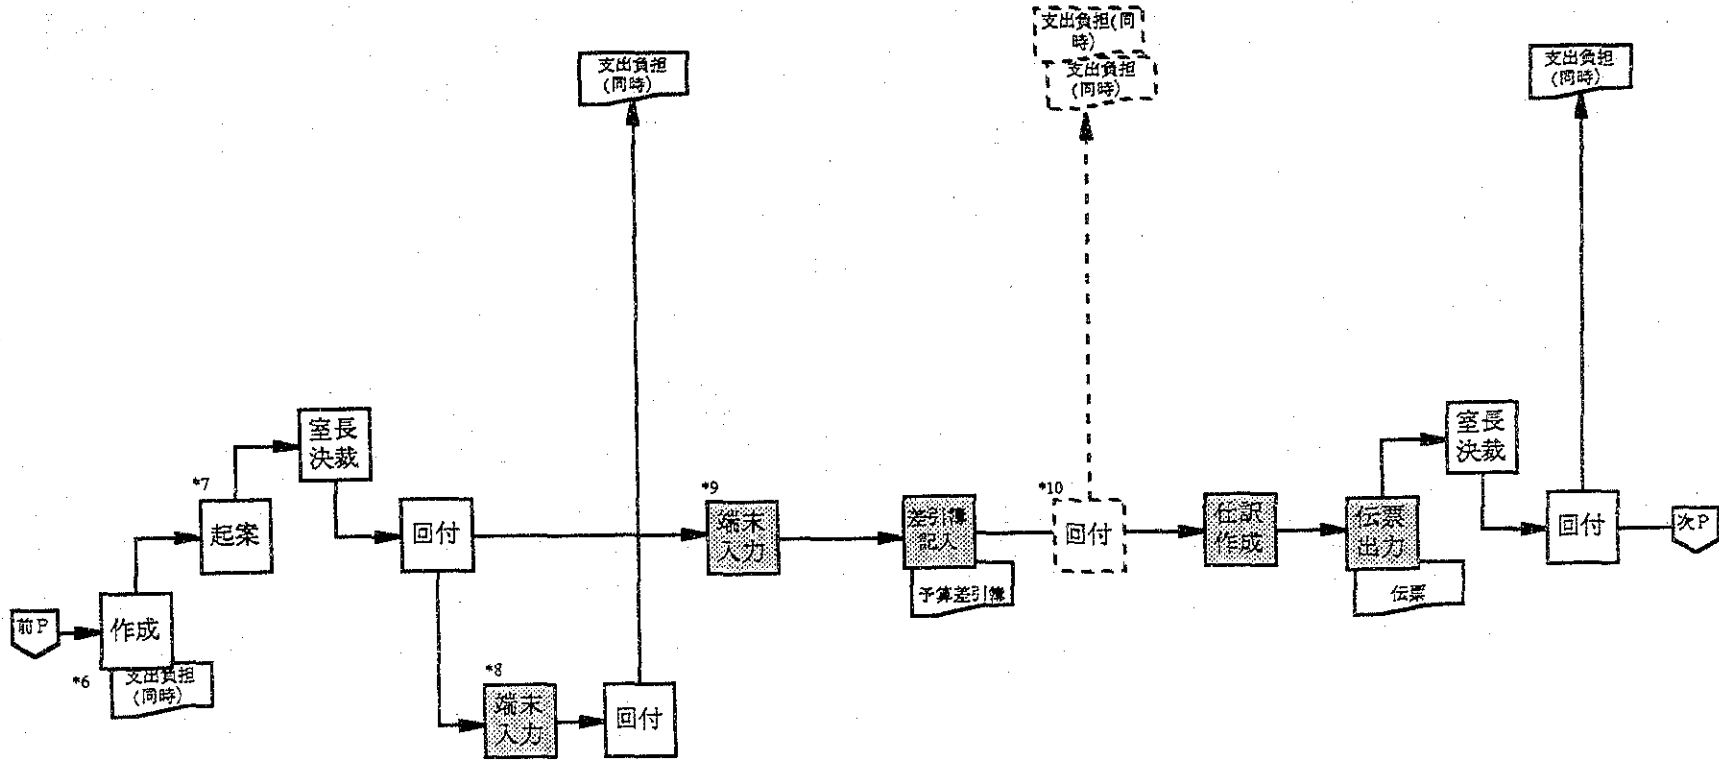 支出負担(同
時)
支出負担
(同時)
支出負担
(同時)
支出負担
(同時)
室長
決裁
室長
決裁
*7
起案
回付
*9
端末
入力
差引簿
記入
予算差引簿
*10
回付
仕訳
作成
伝票
出力
伝票
回付
次P
前P
作成
*6
支出負担
(同時)
*8
端末
入力
回付